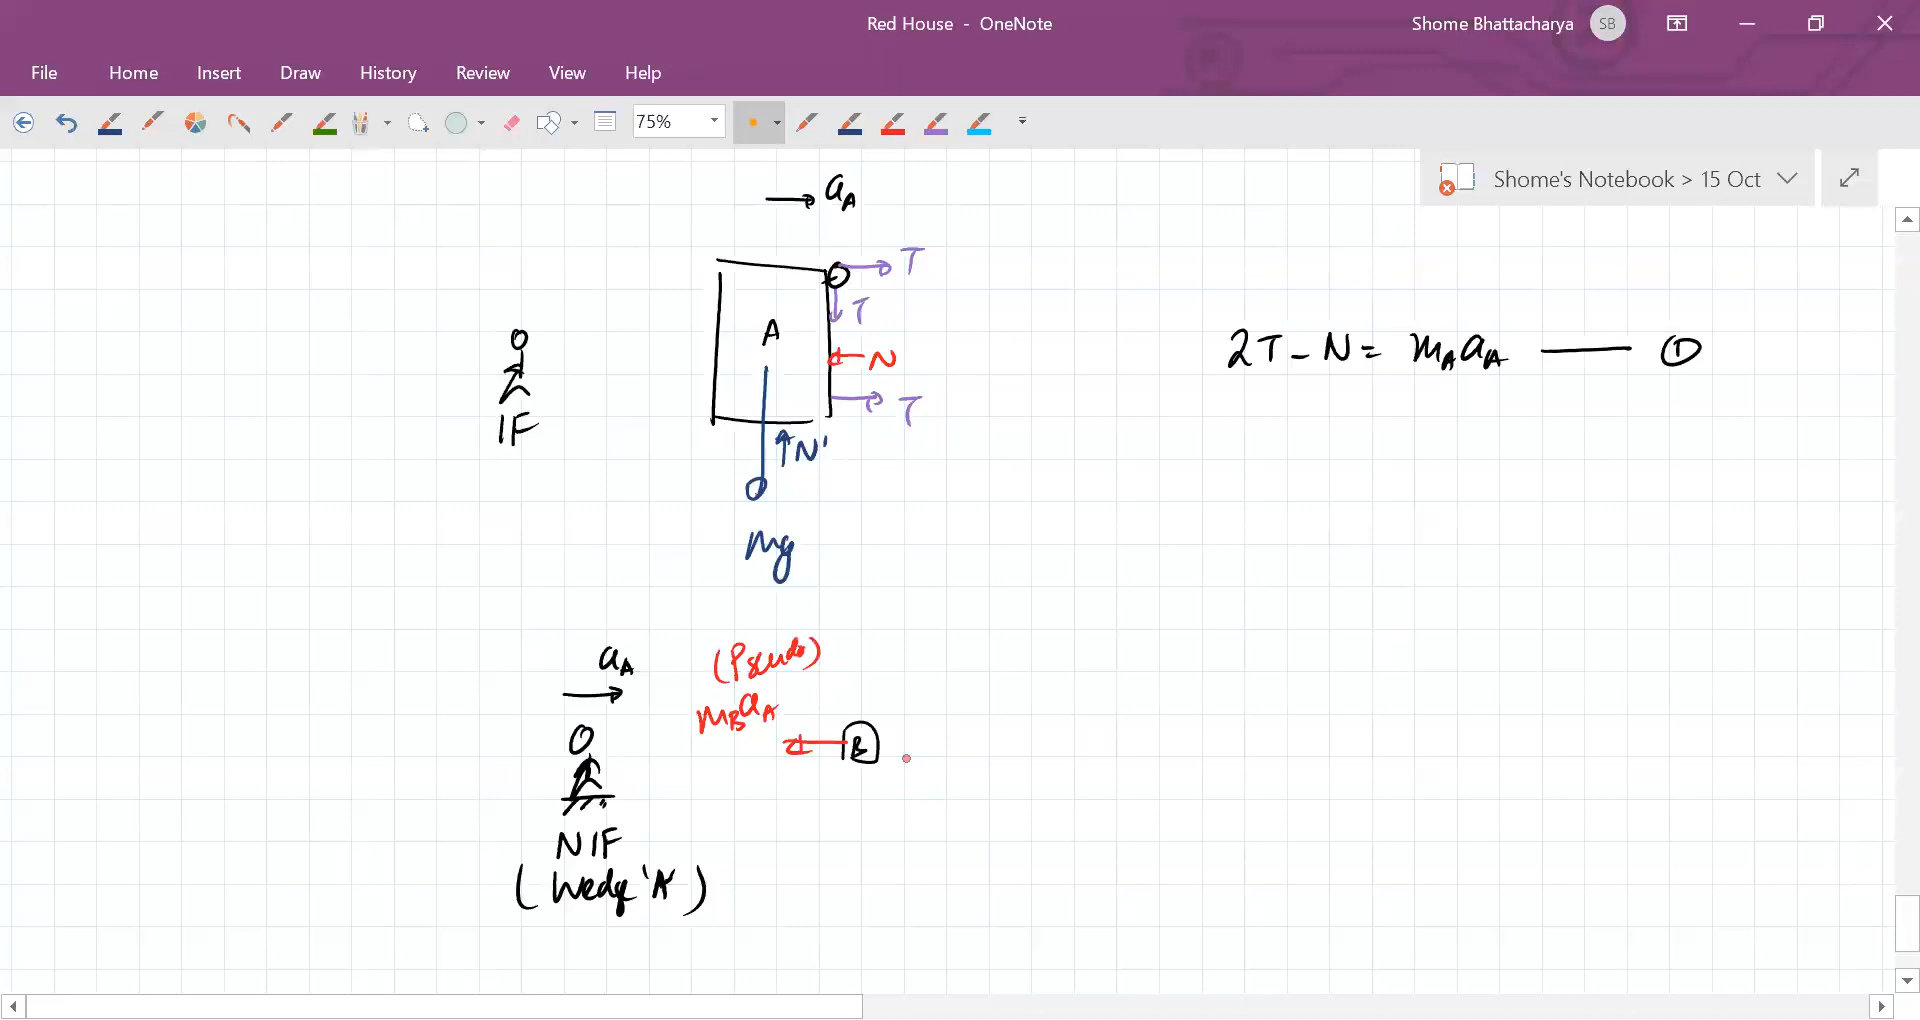 Red House - OneNote
Shome Bhattacharya
SB
File Home Insert Draw History Review View Help
75%
Shome's Notebook > 15 Oct
a_A
T
T
A
N
T
N'
mg
IF
2T - N = m_A a_A —— ①
a_A
(Pseudo)
m_B a_A
B
NIF
(Wedge 'A')